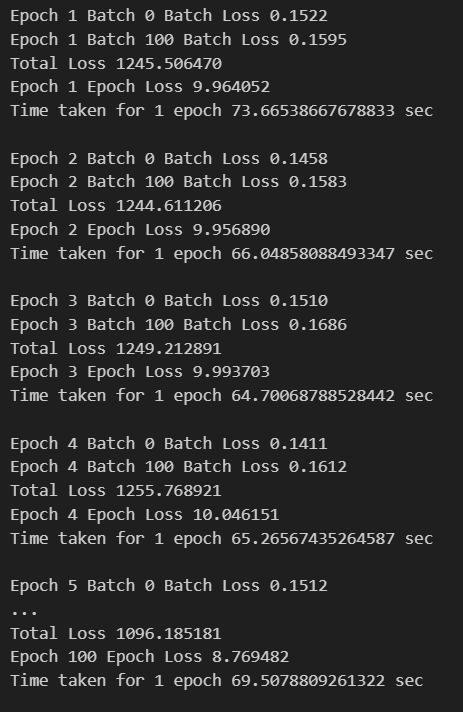 Epoch 1 Batch 0 Batch Loss 0.1522
Epoch 1 Batch 100 Batch Loss 0.1595
Total Loss 1245.506470
Epoch 1 Epoch Loss 9.964052
Time taken for 1 epoch 73.66538667678833 sec

Epoch 2 Batch 0 Batch Loss 0.1458
Epoch 2 Batch 100 Batch Loss 0.1583
Total Loss 1244.611206
Epoch 2 Epoch Loss 9.956890
Time taken for 1 epoch 66.04858088493347 sec

Epoch 3 Batch 0 Batch Loss 0.1510
Epoch 3 Batch 100 Batch Loss 0.1686
Total Loss 1249.212891
Epoch 3 Epoch Loss 9.993703
Time taken for 1 epoch 64.70068788528442 sec

Epoch 4 Batch 0 Batch Loss 0.1411
Epoch 4 Batch 100 Batch Loss 0.1612
Total Loss 1255.768921
Epoch 4 Epoch Loss 10.046151
Time taken for 1 epoch 65.26567435264587 sec

Epoch 5 Batch 0 Batch Loss 0.1512
...
Total Loss 1096.185181
Epoch 100 Epoch Loss 8.769482
Time taken for 1 epoch 69.5078809261322 sec